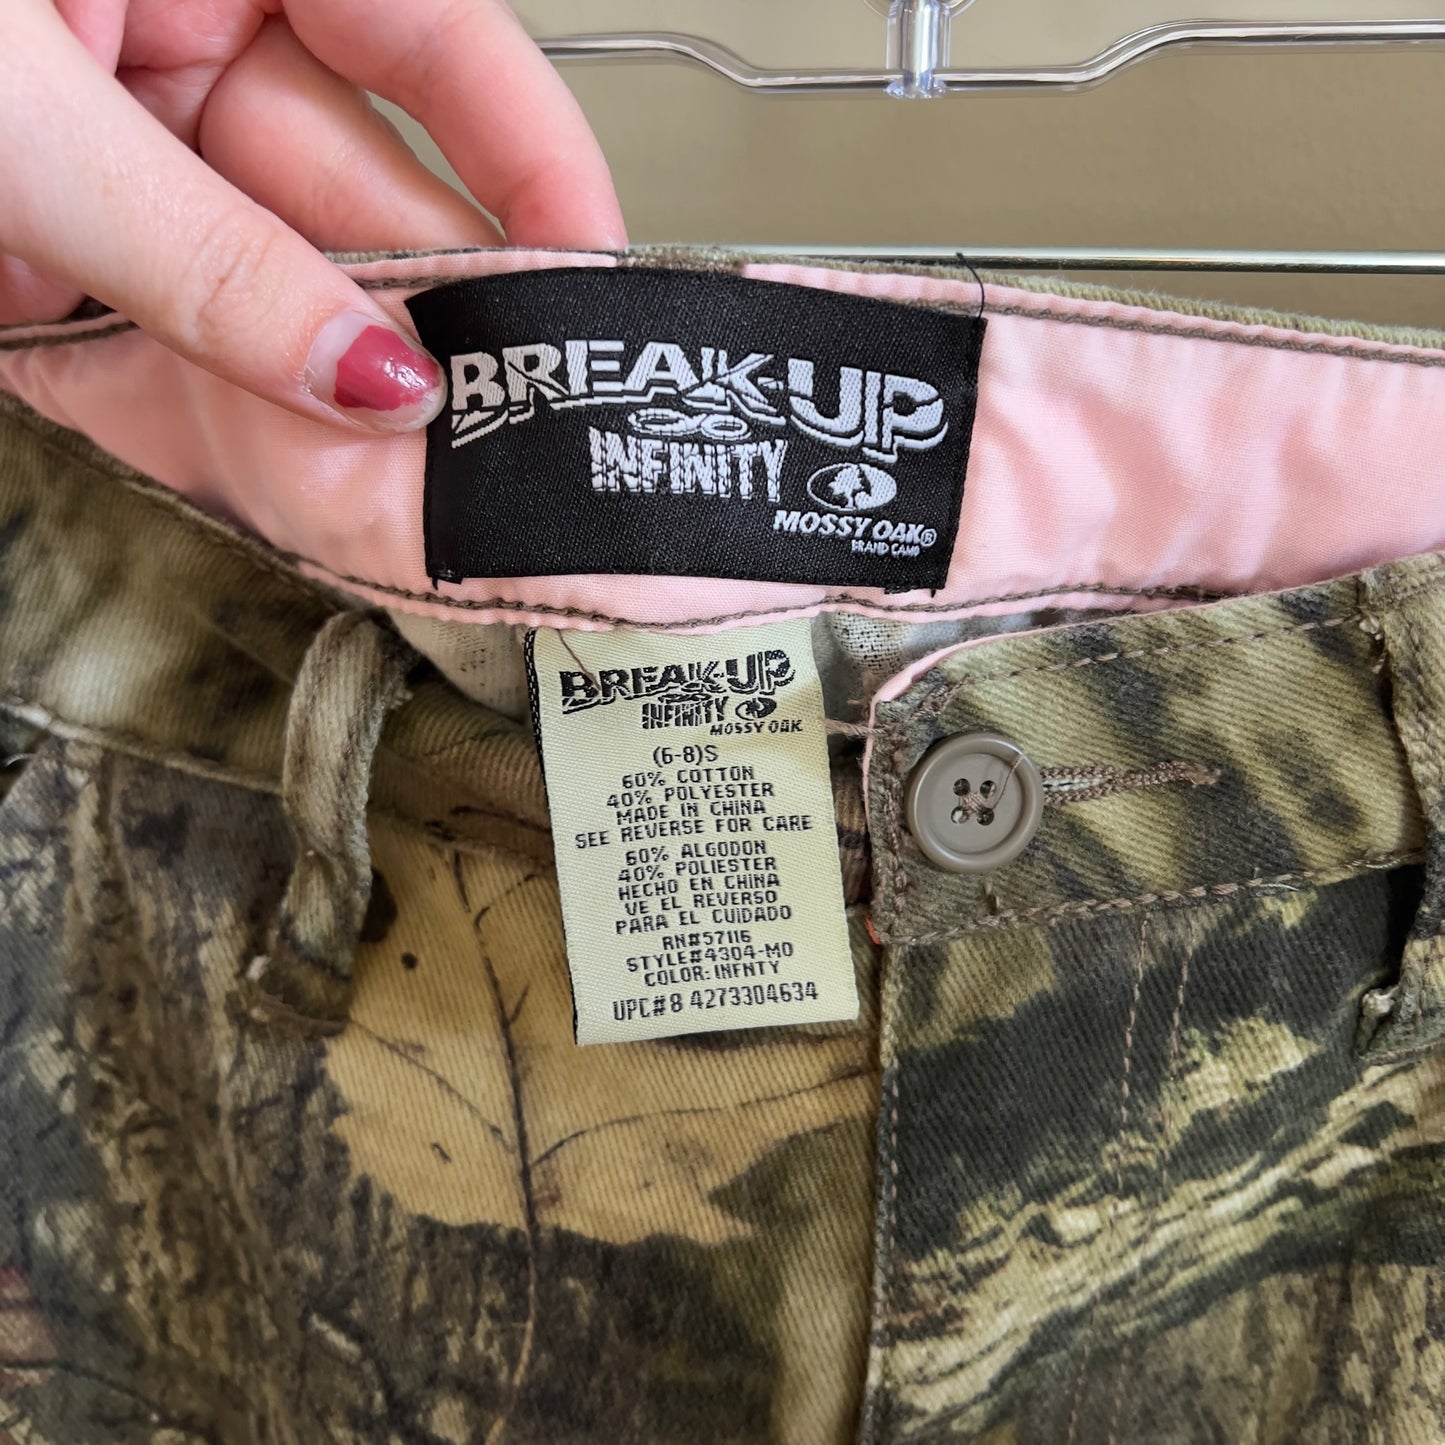 BREAK-UP
INFINITY
MOSSY OAK®
BRAND CAMO
BREAK-UP
INFINITY
MOSSY OAK
(6-8)S
60% COTTON
40% POLYESTER
MADE IN CHINA
SEE REVERSE FOR CARE
60% ALGODON
40% POLIESTER
HECHO EN CHINA
VE EL REVERSO
PARA EL CUIDADO
RN#57116
STYLE#4304-MO
COLOR: INFNTY
UPC# 8 4273304634